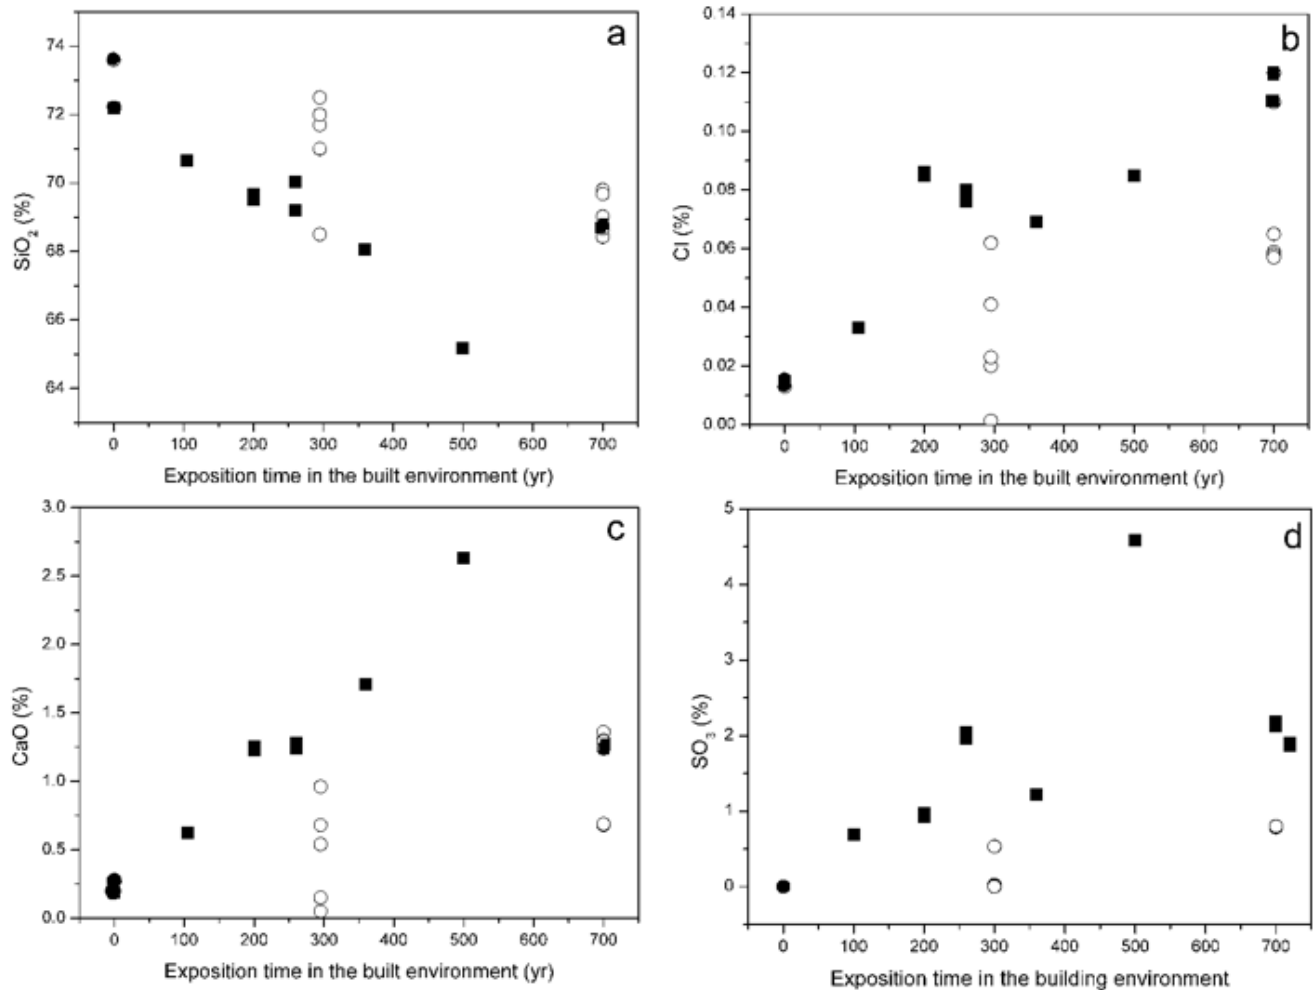 a
74
72
70
68
66
64
SiO2 (%)
0 100 200 300 400 500 600 700
Exposition time in the built environment (yr)
b
0.14
0.12
0.10
0.08
0.06
0.04
0.02
0.00
Cl (%)
0 100 200 300 400 500 600 700
Exposition time in the built environment (yr)
c
3.0
2.5
2.0
1.5
1.0
0.5
0.0
CaO (%)
0 100 200 300 400 500 600 700
Exposition time in the built environment (yr)
d
5
4
3
2
1
0
SO3 (%)
0 100 200 300 400 500 600 700
Exposition time in the building environment